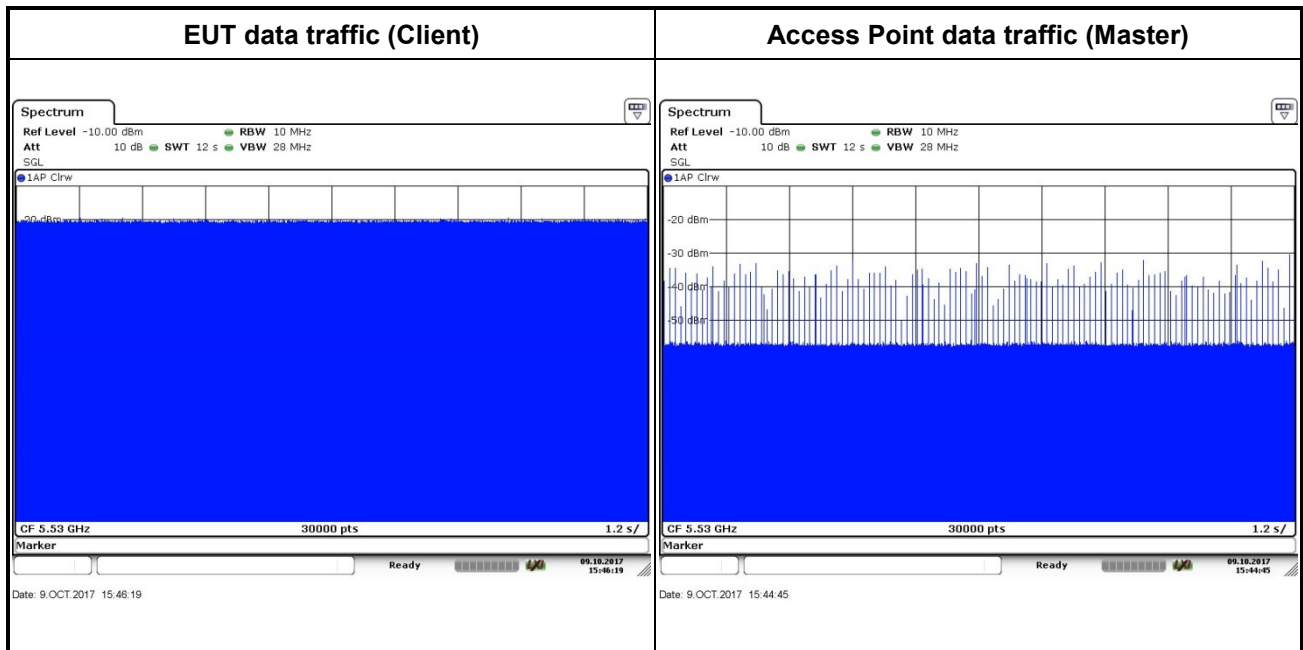 EUT data traffic (Client)
Access Point data traffic (Master)
Spectrum
Ref Level -10.00 dBm RBW 10 MHz
Att 10 dB SWT 12 s VBW 28 MHz
SGL
1AP Clrw
-20 dBm
CF 5.53 GHz 30000 pts 1.2 s/
Marker
Ready 09.10.2017
15:46:19
Date: 9.OCT.2017 15:46:19
Spectrum
Ref Level -10.00 dBm RBW 10 MHz
Att 10 dB SWT 12 s VBW 28 MHz
SGL
1AP Clrw
-20 dBm
-30 dBm
-40 dBm
-50 dBm
CF 5.53 GHz 30000 pts 1.2 s/
Marker
Ready 09.10.2017
15:44:45
Date: 9.OCT.2017 15:44:45